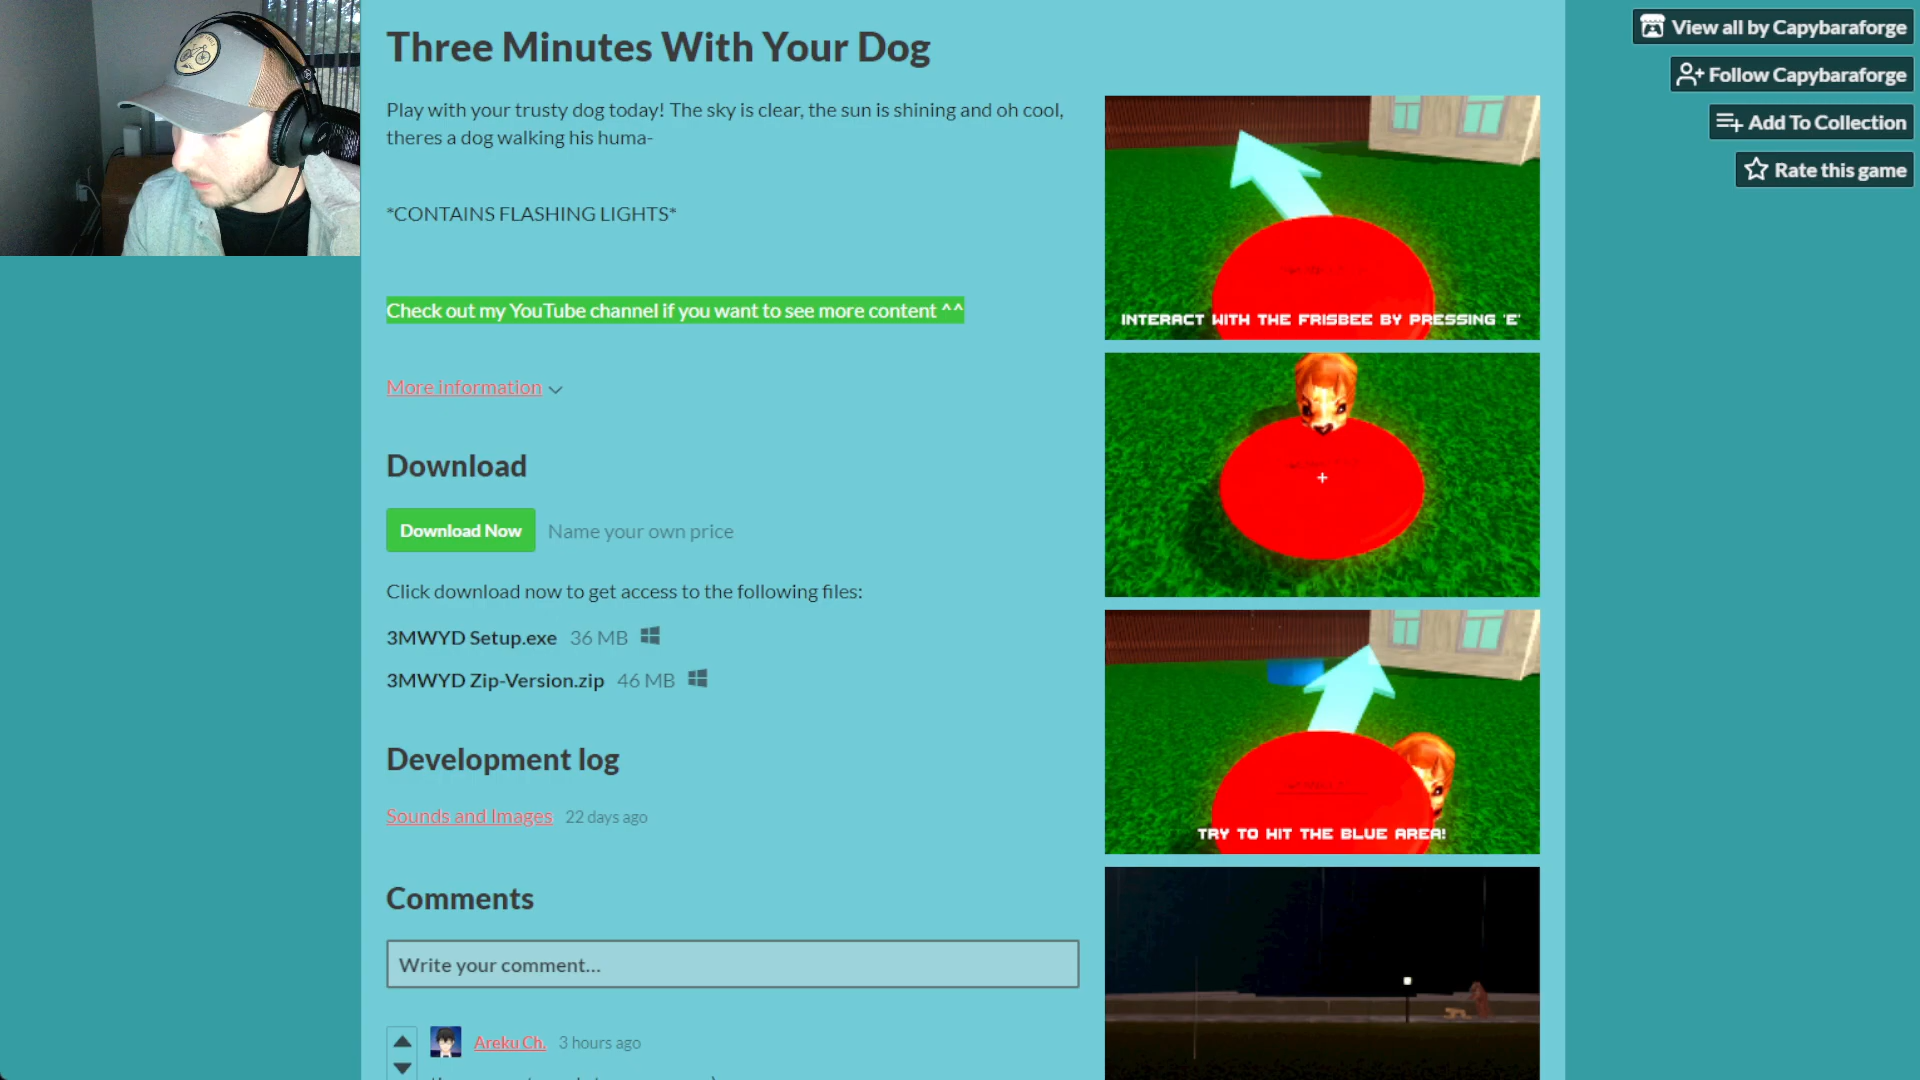 Three Minutes With Your Dog
Play with your trusty dog today! The sky is clear, the sun is shining and oh cool,
theres a dog walking his huma-
*CONTAINS FLASHING LIGHTS*
Check out my YouTube channel if you want to see more content ^^
More information
Download
Download Now
Name your own price
Click download now to get access to the following files:
3MWYD Setup.exe 36 MB
3MWYD Zip-Version.zip 46 MB
Development log
Sounds and Images 22 days ago
Comments
Write your comment...
Areku Ch. 3 hours ago
INTERACT WITH THE FRISBEE BY PRESSING 'E'
TRY TO HIT THE BLUE AREA!
View all by Capybaraforge
Follow Capybaraforge
Add To Collection
Rate this game